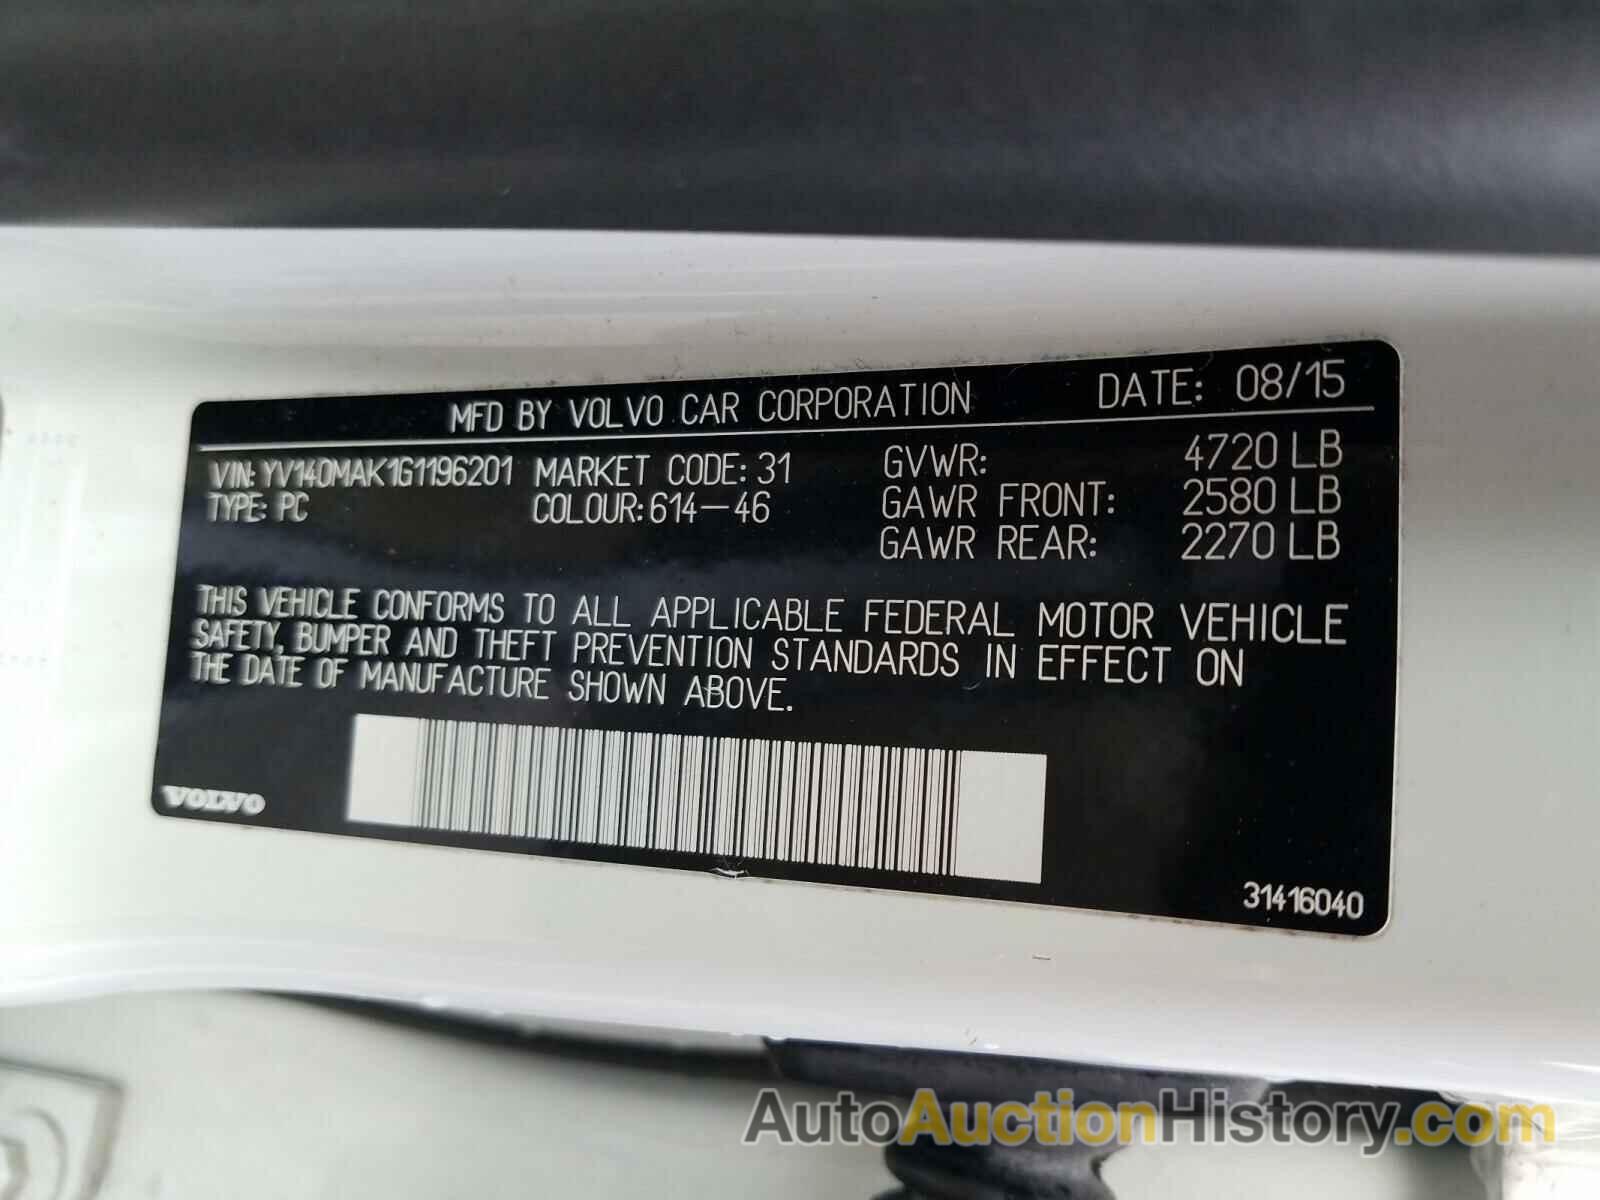 MFD BY VOLVO CAR CORPORATION DATE: 08/15
VIN: YV140MAK1G1196201 MARKET CODE: 31 GVWR: 4720 LB
TYPE: PC COLOUR: 614-46 GAWR FRONT: 2580 LB
GAWR REAR: 2270 LB
THIS VEHICLE CONFORMS TO ALL APPLICABLE FEDERAL MOTOR VEHICLE
SAFETY, BUMPER AND THEFT PREVENTION STANDARDS IN EFFECT ON
THE DATE OF MANUFACTURE SHOWN ABOVE.
VOLVO
31416040
AutoAuctionHistory.com